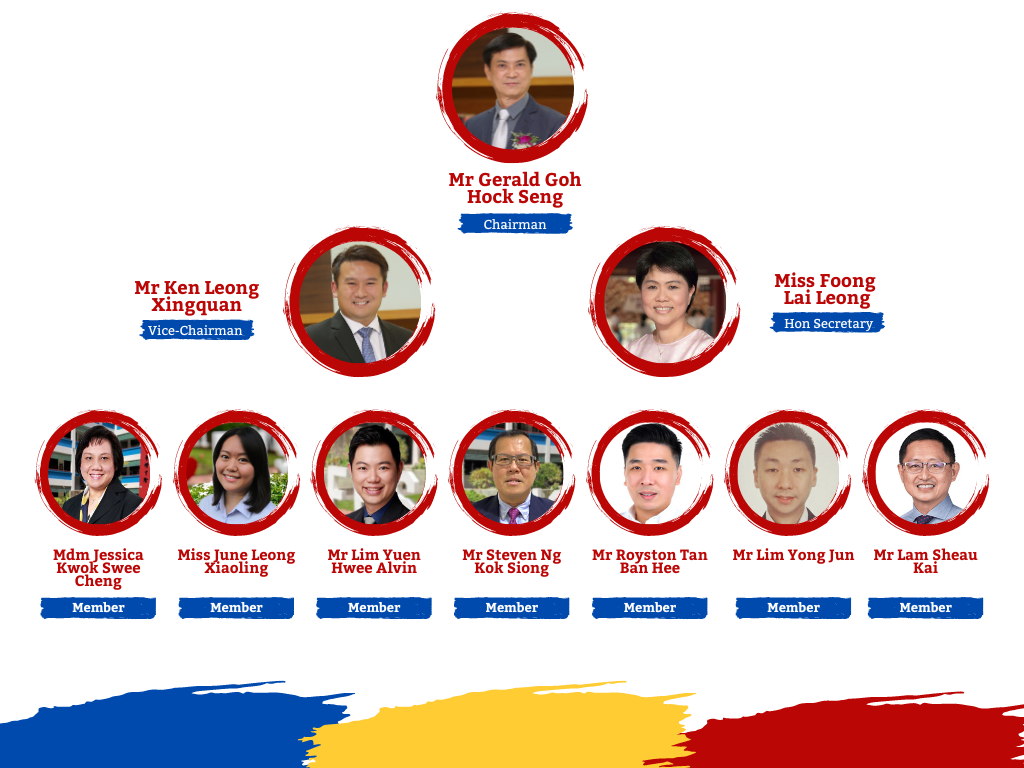 Mr Gerald Goh
Hock Seng
Chairman
Mr Ken Leong
Xingquan
Vice-Chairman
Miss Foong
Lai Leong
Hon Secretary
Mdm Jessica
Kwok Swee
Cheng
Member
Miss June Leong
Xiaoling
Member
Mr Lim Yuen
Hwee Alvin
Member
Mr Steven Ng
Kok Siong
Member
Mr Royston Tan
Ban Hee
Member
Mr Lim Yong Jun
Member
Mr Lam Sheau
Kai
Member